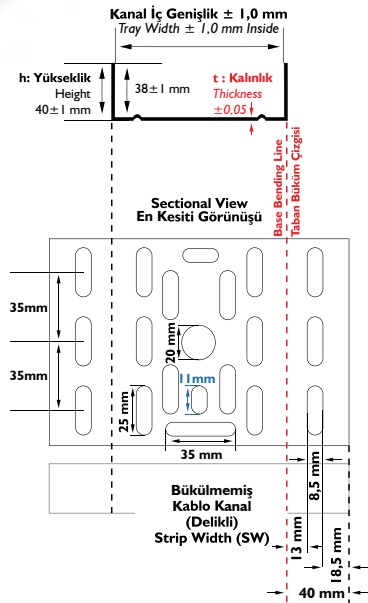 Kanal İç Genişlik ± 1,0 mm
Tray Width ± 1,0 mm Inside
h: Yükseklik
Height
40±1 mm
38±1 mm
t : Kalınlık
Thickness
±0,05
Base Bending Line
Taban Büküm Çizgisi
Sectional View
En Kesiti Görünüşü
35mm
35mm
20 mm
11mm
25 mm
35 mm
8,5 mm
Bükülmemiş
Kablo Kanal
(Delikli)
Strip Width (SW)
13 mm
18,5 mm
40 mm